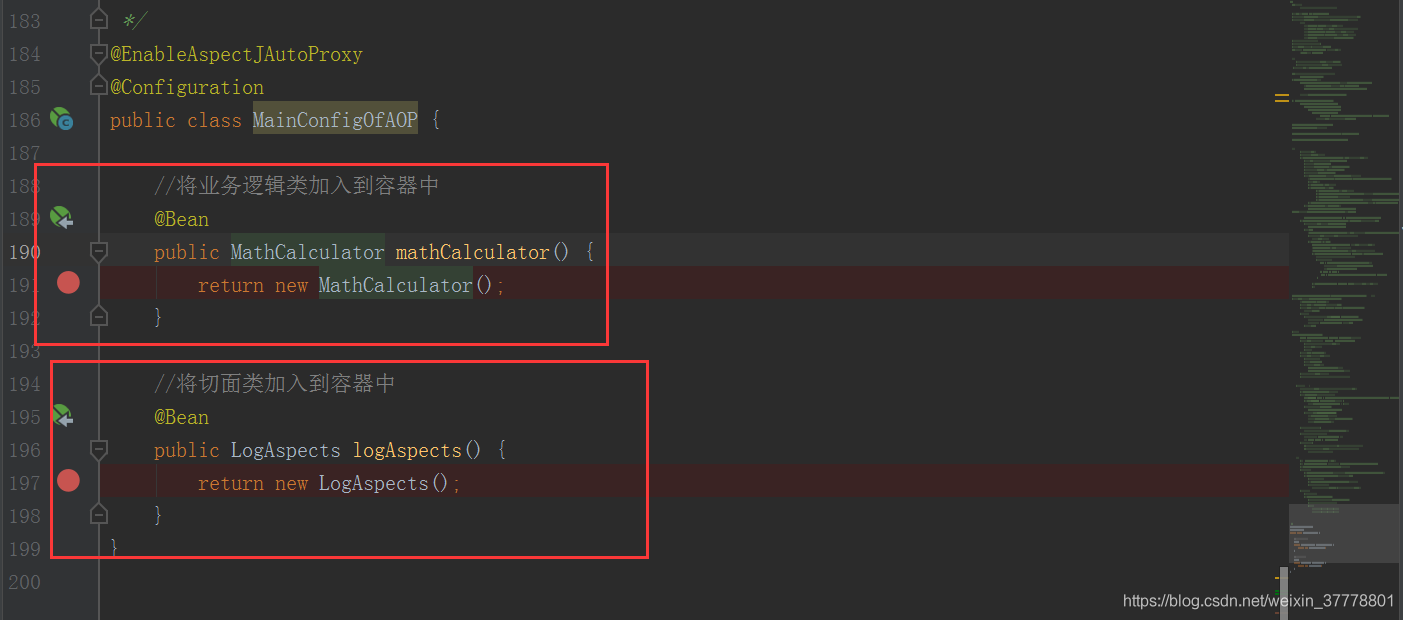 183 */
184 @EnableAspectJAutoProxy
185 @Configuration
186 public class MainConfigOfAOP {
187
188 //将业务逻辑类加入到容器中
189 @Bean
190 public MathCalculator mathCalculator() {
191 return new MathCalculator();
192 }
193
194 //将切面类加入到容器中
195 @Bean
196 public LogAspects logAspects() {
197 return new LogAspects();
198 }
199 }
200
https://blog.csdn.net/weixin_37778801